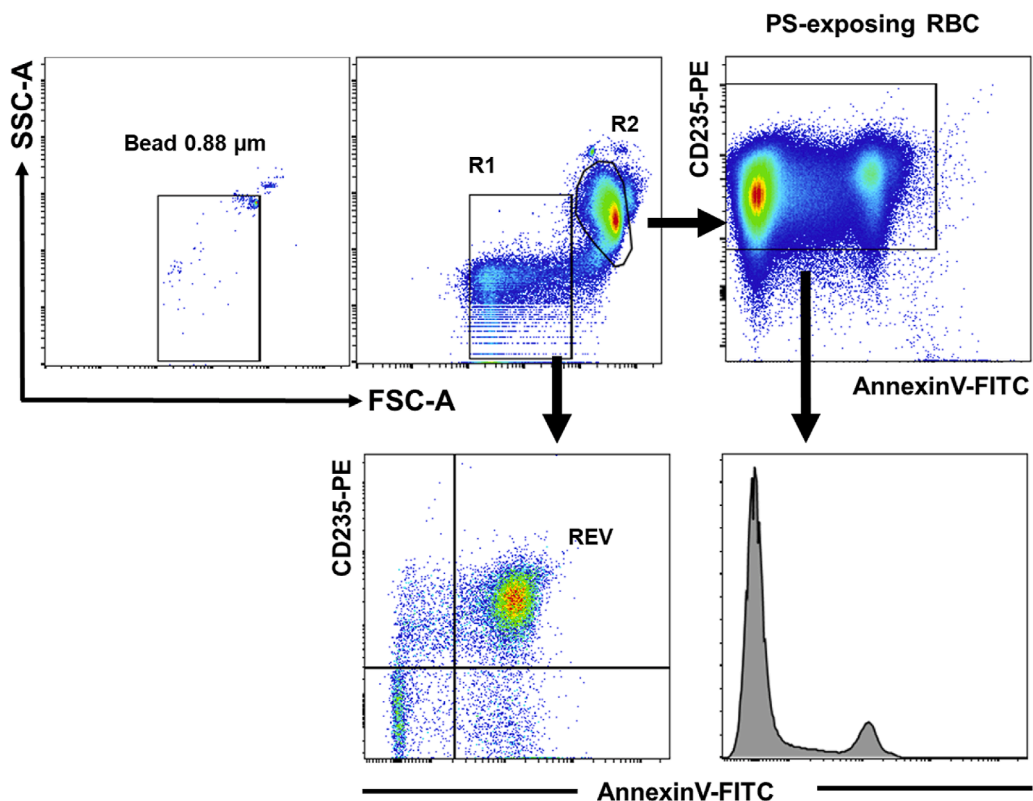 PS-exposing RBC
SSC-A
Bead 0.88 µm
R1
R2
CD235-PE
FSC-A
AnnexinV-FITC
CD235-PE
REV
AnnexinV-FITC